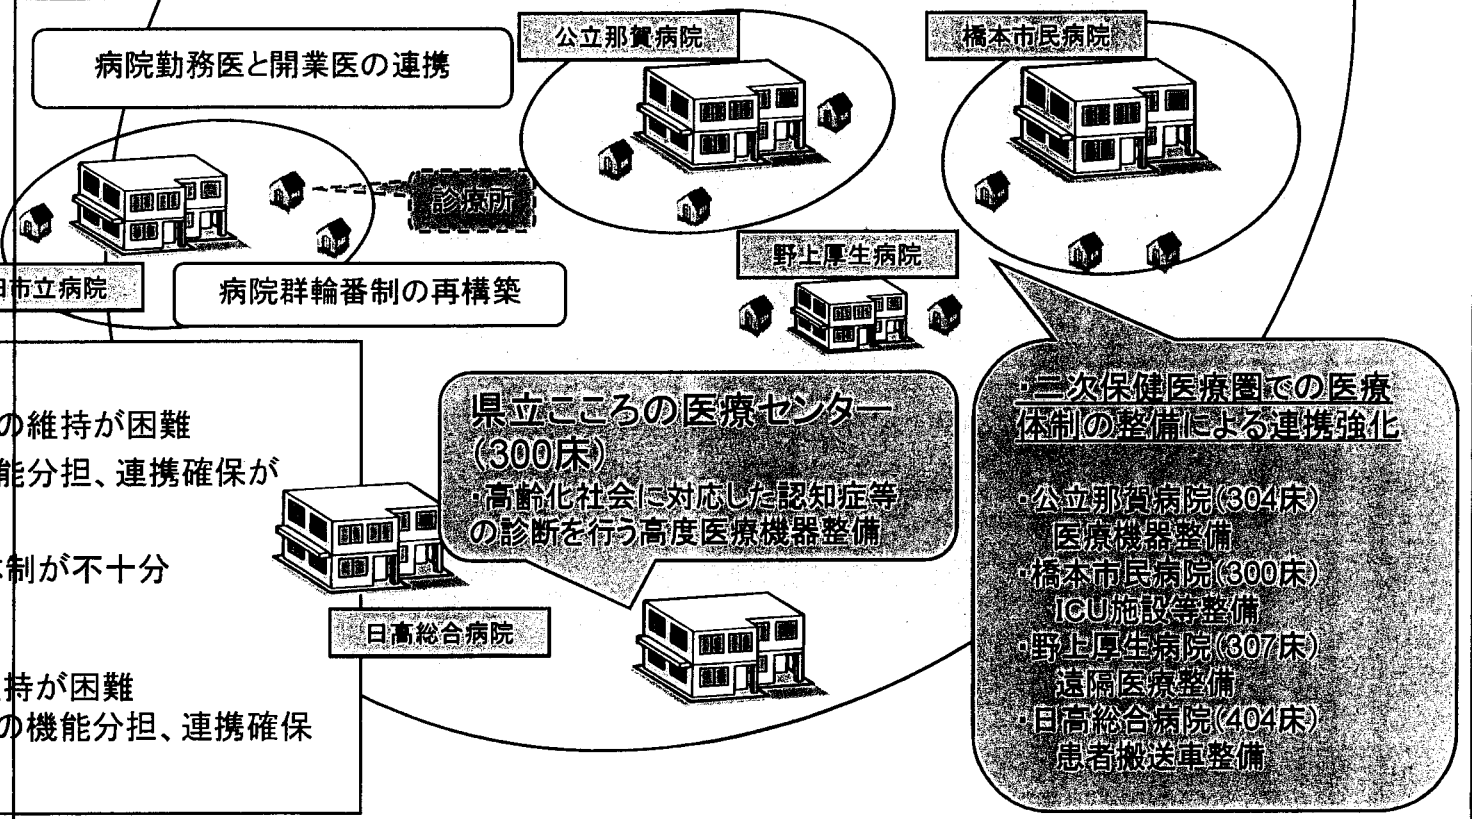 公立那賀病院
橋本市民病院
病院勤務医と開業医の連携
診療所
野上厚生病院
市立病院
病院群輪番制の再構築
の維持が困難
能分担、連携確保が
制が不十分
持が困難
の機能分担、連携確保
県立こころの医療センター
(300床)
・高齢化社会に対応した認知症等
の診断を行う高度医療機器整備
日高総合病院
・二次保健医療圏での医療
体制の整備による連携強化
・公立那賀病院(304床)
医療機器整備
・橋本市民病院(300床)
ICU施設等整備
・野上厚生病院(307床)
遠隔医療整備
・日高総合病院(404床)
患者搬送車整備